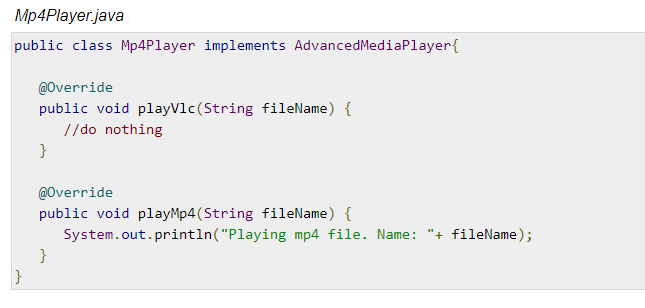 Mp4Player.java
public class Mp4Player implements AdvancedMediaPlayer{
@Override
public void playVlc(String fileName) {
//do nothing
}
@Override
public void playMp4(String fileName) {
System.out.println("Playing mp4 file. Name: "+ fileName);
}
}